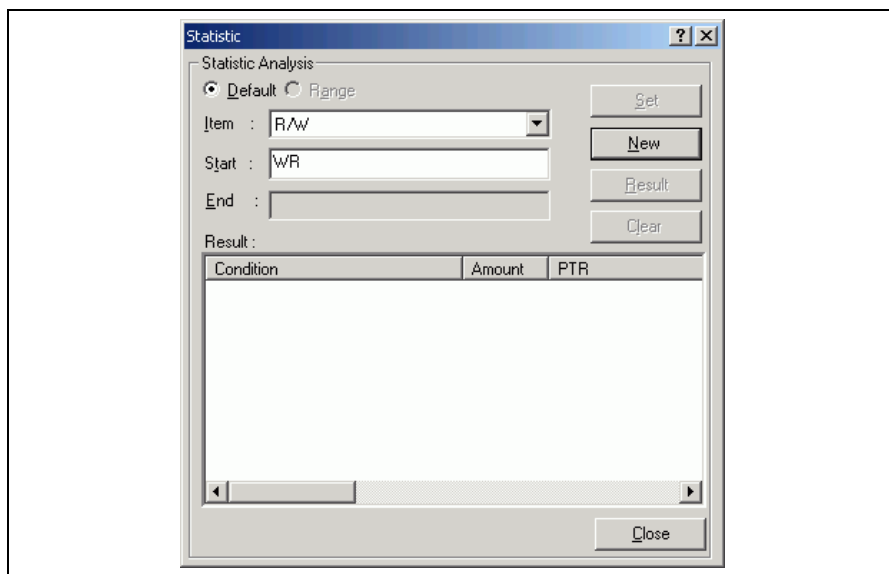 Statistic
Statistic Analysis
Default Range
Set
Item : R/W
New
Start : WR
Result
End :
Clear
Result :
Condition Amount PTR
Close